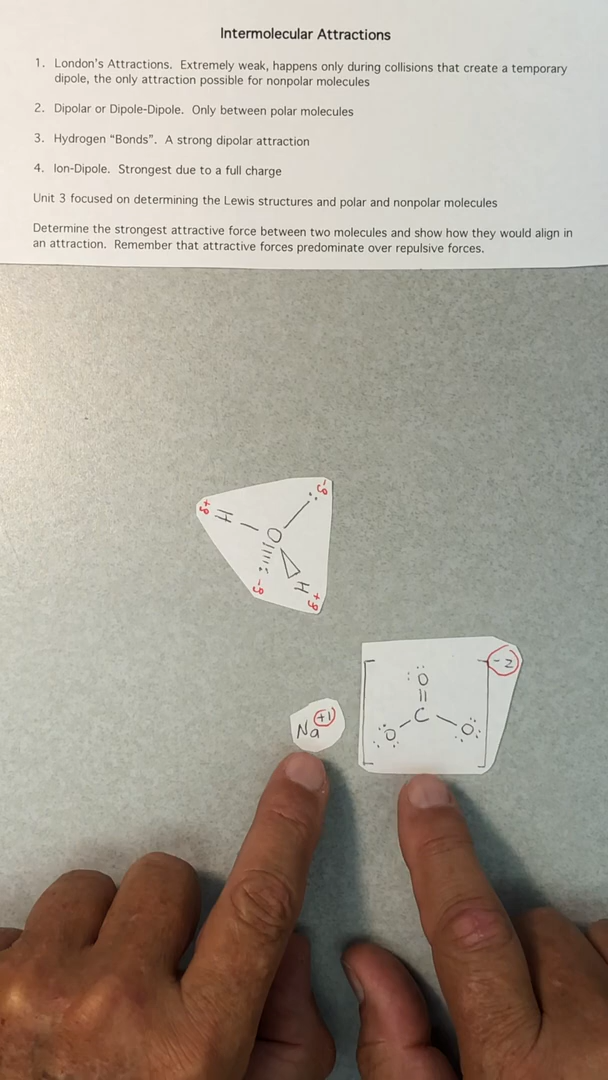 Intermolecular Attractions
1. London's Attractions. Extremely weak, happens only during collisions that create a temporary
dipole, the only attraction possible for nonpolar molecules
2. Dipolar or Dipole-Dipole. Only between polar molecules
3. Hydrogen "Bonds". A strong dipolar attraction
4. Ion-Dipole. Strongest due to a full charge
Unit 3 focused on determining the Lewis structures and polar and nonpolar molecules
Determine the strongest attractive force between two molecules and show how they would align in
an attraction. Remember that attractive forces predominate over repulsive forces.
δ-
δ+ H
O
δ- H δ+
-2
O
C
O O
Na +1